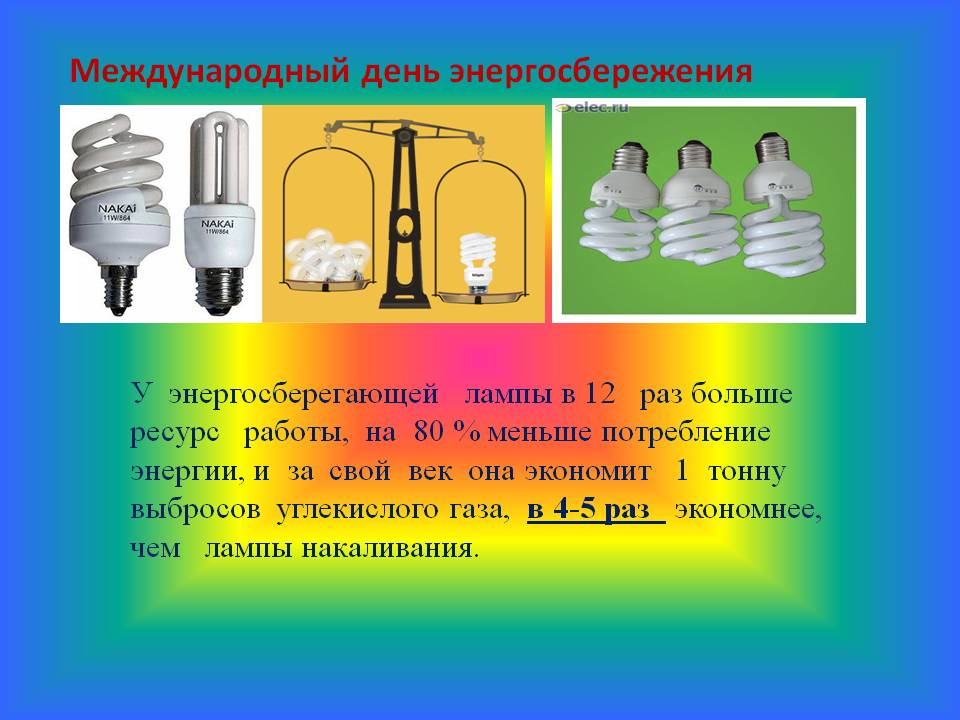 Международный день энергосбережения
elec.ru
NAKAi
11W/864
NAKAi
11W/864
У энергосберегающей лампы в 12 раз больше
ресурс работы, на 80 % меньше потребление
энергии, и за свой век она экономит 1 тонну
выбросов углекислого газа, в 4-5 раз экономнее,
чем лампы накаливания.